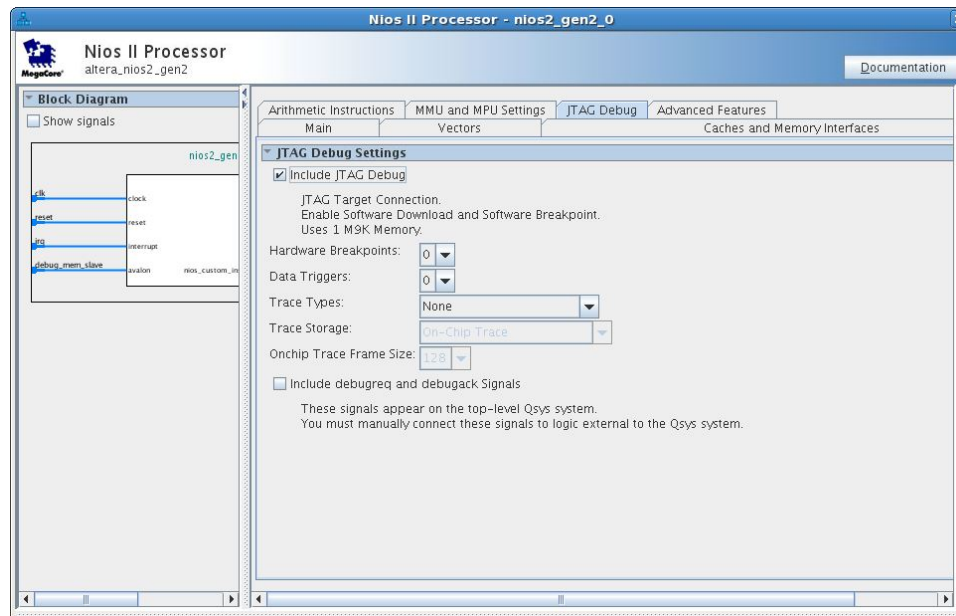 Nios II Processor - nios2_gen2_0
MegaCore'
Nios II Processor
altera_nios2_gen2
Documentation
Block Diagram
Show signals
nios2_gen
clk
clock
reset
reset
irq
interrupt
debug_mem_slave
avalon
nios_custom_in
Arithmetic Instructions
MMU and MPU Settings
JTAG Debug
Advanced Features
Main
Vectors
Caches and Memory Interfaces
JTAG Debug Settings
Include JTAG Debug
JTAG Target Connection.
Enable Software Download and Software Breakpoint.
Uses 1 M9K Memory.
Hardware Breakpoints: 0
Data Triggers: 0
Trace Types: None
Trace Storage: On-Chip Trace
Onchip Trace Frame Size: 128
Include debugreq and debugack Signals
These signals appear on the top-level Qsys system.
You must manually connect these signals to logic external to the Qsys system.